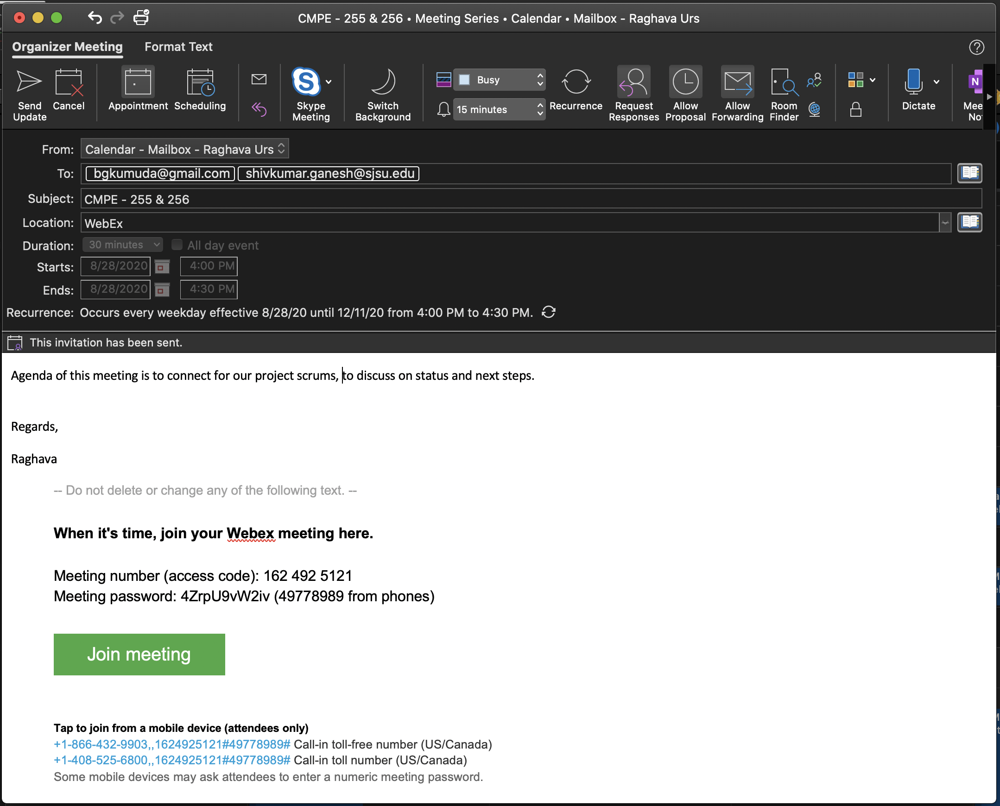 CMPE - 255 & 256 • Meeting Series • Calendar • Mailbox - Raghava Urs
Organizer Meeting Format Text
Send Update
Cancel
Appointment
Scheduling
Skype Meeting
Switch Background
Busy
15 minutes
Recurrence
Request Responses
Allow Proposal
Allow Forwarding
Room Finder
Dictate
From: Calendar - Mailbox - Raghava Urs
To: bgkumuda@gmail.com shivkumar.ganesh@sjsu.edu
Subject: CMPE - 255 & 256
Location: WebEx
Duration: 30 minutes All day event
Starts: 8/28/2020 4:00 PM
Ends: 8/28/2020 4:30 PM
Recurrence: Occurs every weekday effective 8/28/20 until 12/11/20 from 4:00 PM to 4:30 PM.
This invitation has been sent.
Agenda of this meeting is to connect for our project scrums, to discuss on status and next steps.
Regards,
Raghava
-- Do not delete or change any of the following text. --
When it's time, join your Webex meeting here.
Meeting number (access code): 162 492 5121
Meeting password: 4ZrpU9vW2iv (49778989 from phones)
Join meeting
Tap to join from a mobile device (attendees only)
+1-866-432-9903,,1624925121#49778989# Call-in toll-free number (US/Canada)
+1-408-525-6800,,1624925121#49778989# Call-in toll number (US/Canada)
Some mobile devices may ask attendees to enter a numeric meeting password.